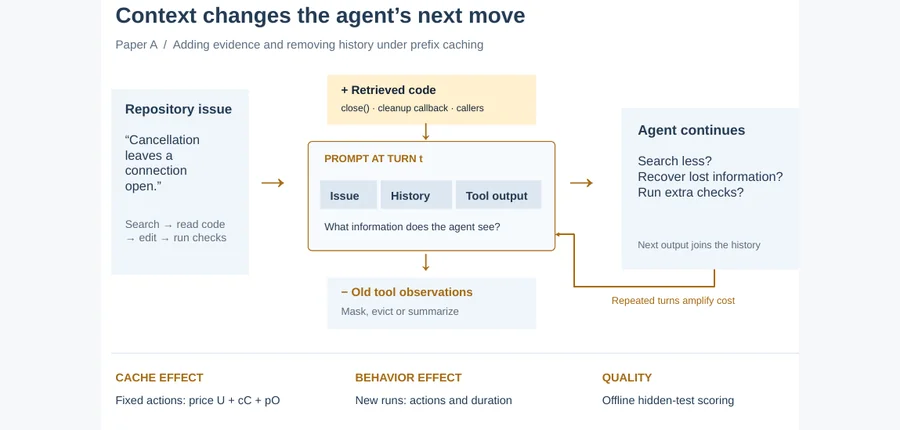 Context changes the agent’s next move
Paper A / Adding evidence and removing history under prefix caching
Repository issue
“Cancellation
leaves a
connection
open.”
Search → read code
→ edit → run checks
+ Retrieved code
close() · cleanup callback · callers
PROMPT AT TURN t
Issue
History
Tool output
What information does the agent see?
− Old tool observations
Mask, evict or summarize
Agent continues
Search less?
Recover lost information?
Run extra checks?
Next output joins the history
Repeated turns amplify cost
CACHE EFFECT
Fixed actions: price U + cC + pO
BEHAVIOR EFFECT
New runs: actions and duration
QUALITY
Offline hidden-test scoring